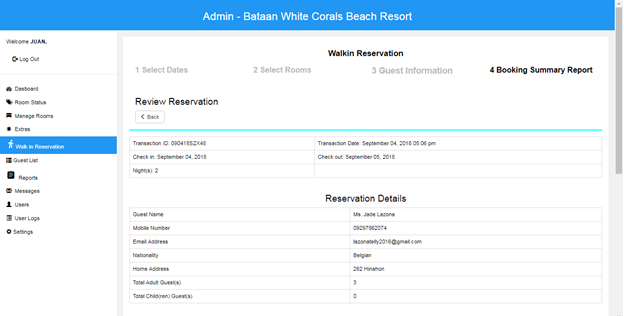 Admin - Bataan White Corals Beach Resort
Welcome JUAN,
Log Out
Dasboard
Room Status
Manage Rooms
Extras
Walk in Reservation
Guest List
Reports
Messages
Users
User Logs
Settings
Walkin Reservation
1 Select Dates 2 Select Rooms 3 Guest Information 4 Booking Summary Report
Review Reservation
Back
Transaction ID: 090418SZX46 Transaction Date: September 04, 2018 05:06 pm
Check in: September 04, 2018 Check out: September 05, 2018
Night(s): 2
Reservation Details
Guest Name Ms. Jade Lazona
Mobile Number 09297862074
Email Address lazonatelly2016@gmail.com
Nationality Belgian
Home Address 262 Hinahon
Total Adult Guest(s) 3
Total Child(ren) Guest(s) 0